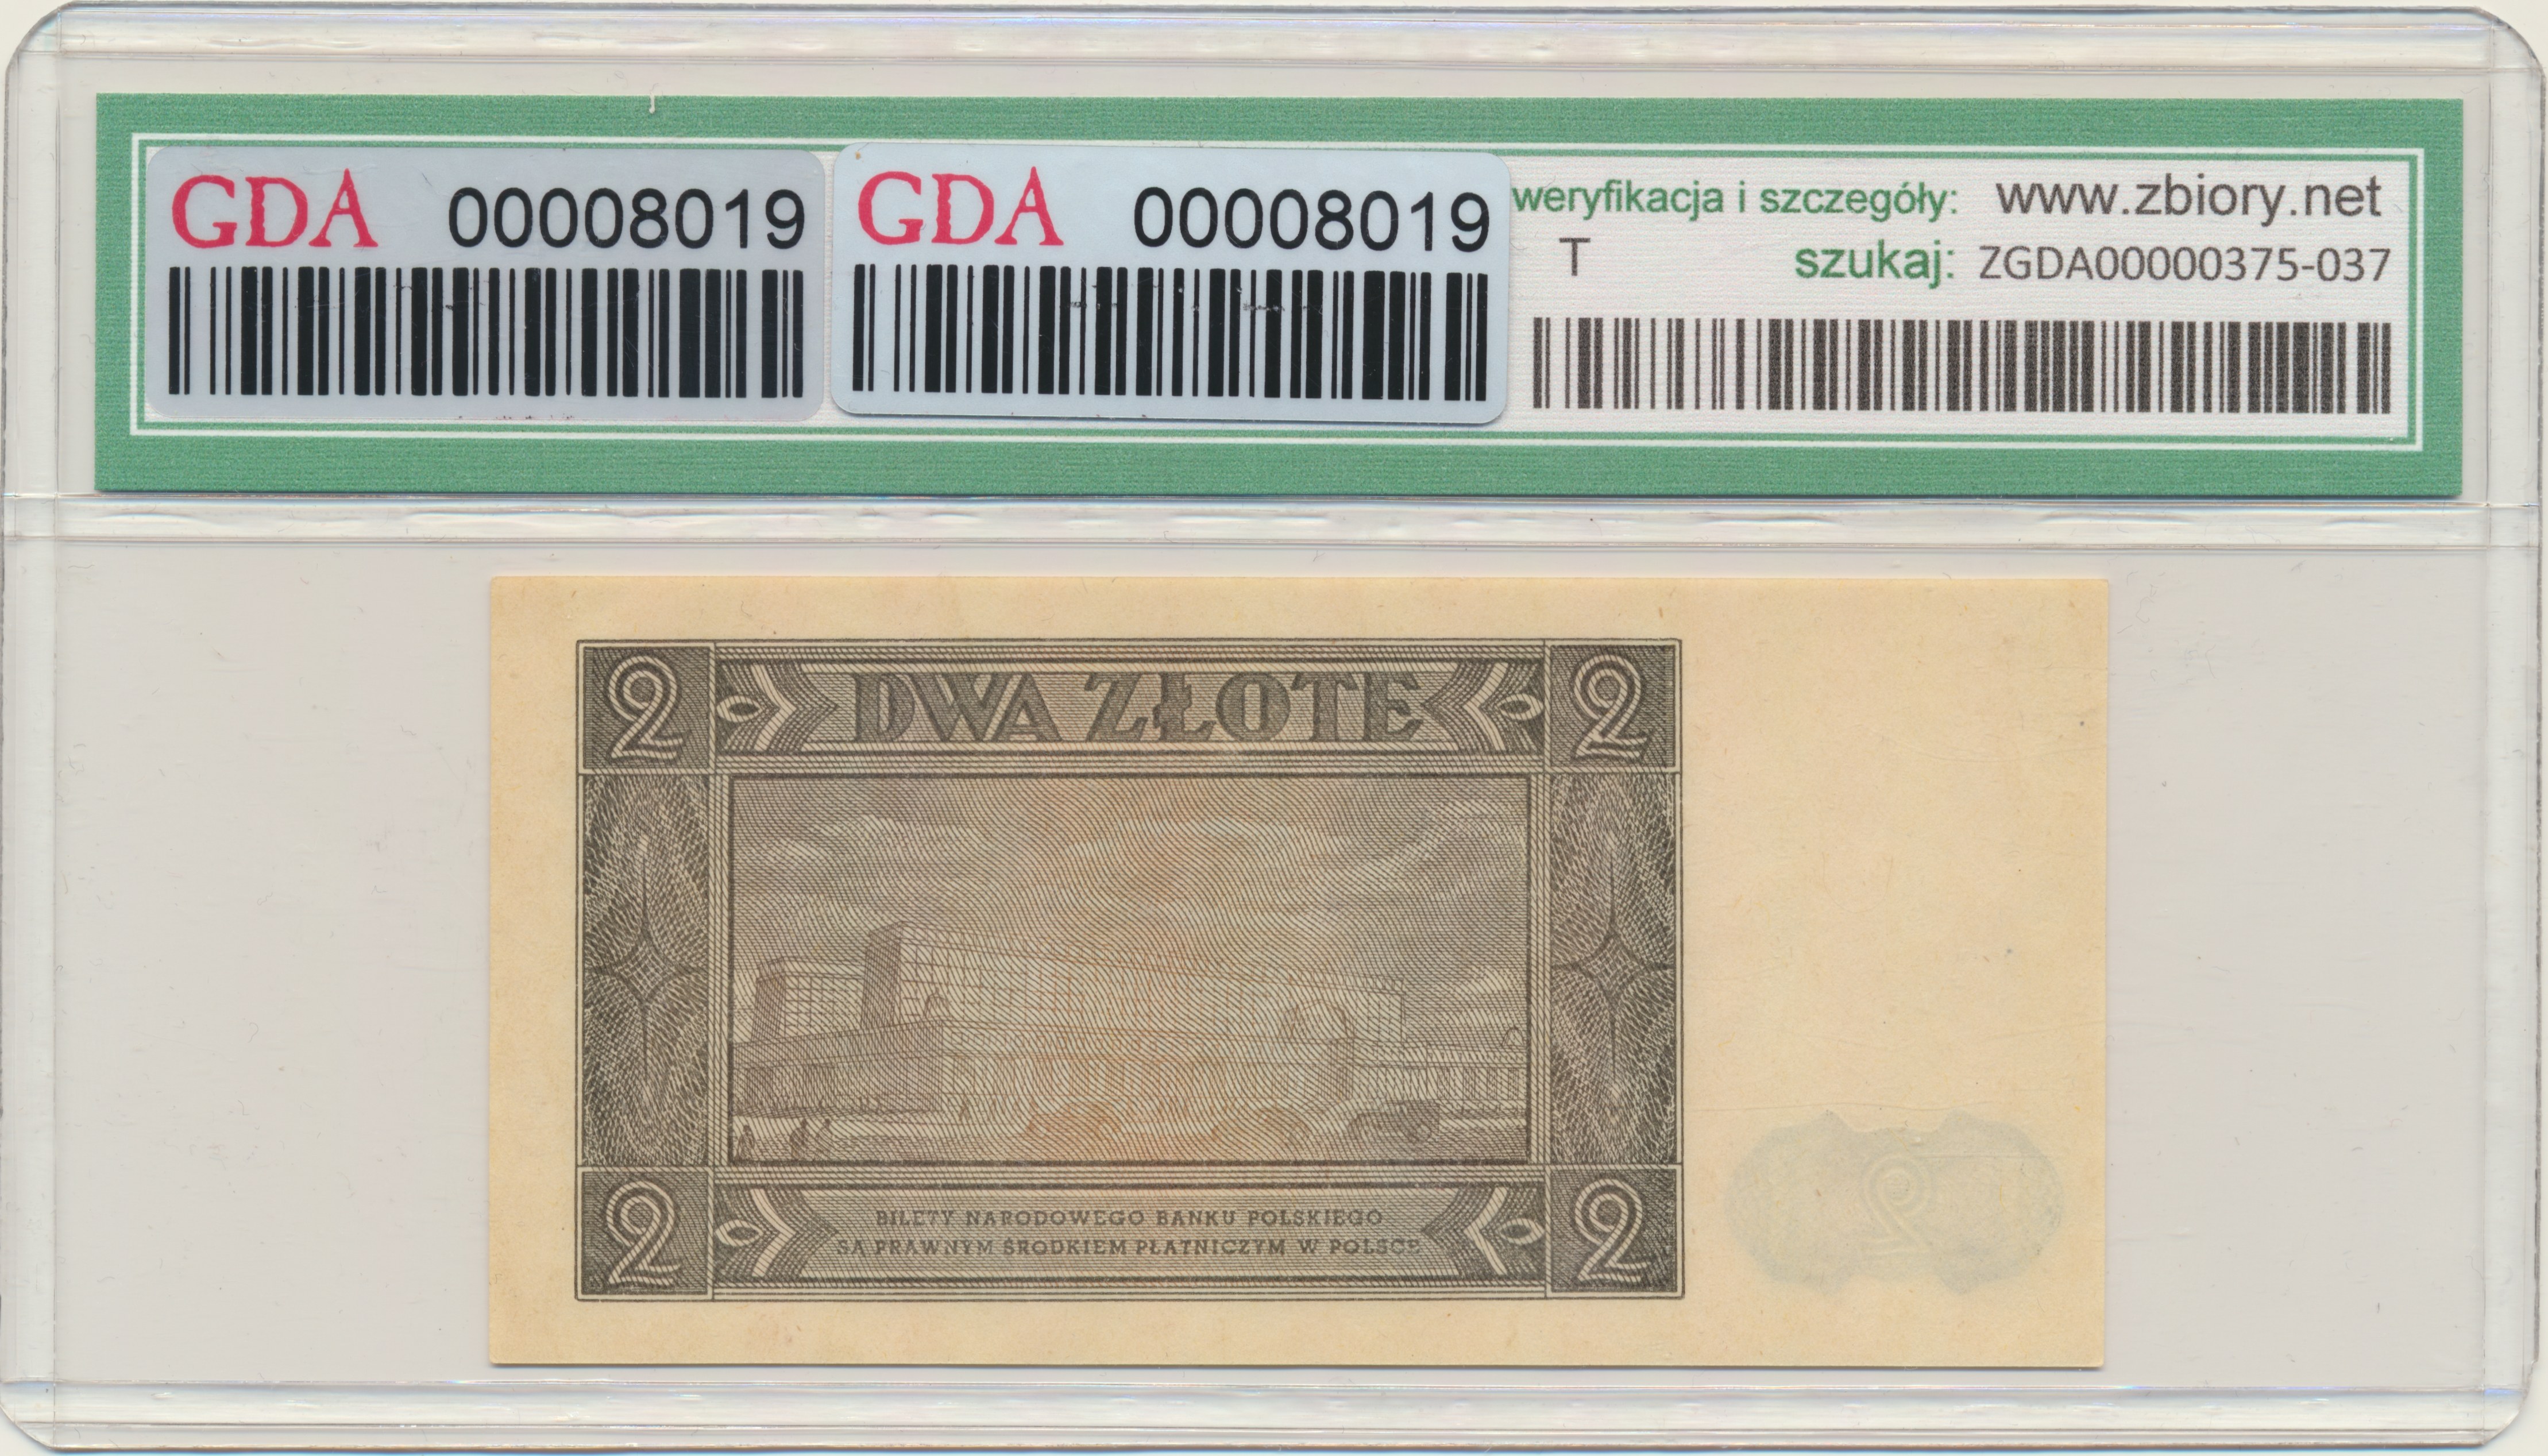 GDA 00008019
GDA 00008019
weryfikacja i szczegóły: www.zbiory.net
T szukaj: ZGDA00000375-037
2 DWA ZŁOTE 2
2 BILETY NARODOWEGO BANKU POLSKIEGO 2
SĄ PRAWNYM ŚRODKIEM PŁATNICZYM W POLSCE
2